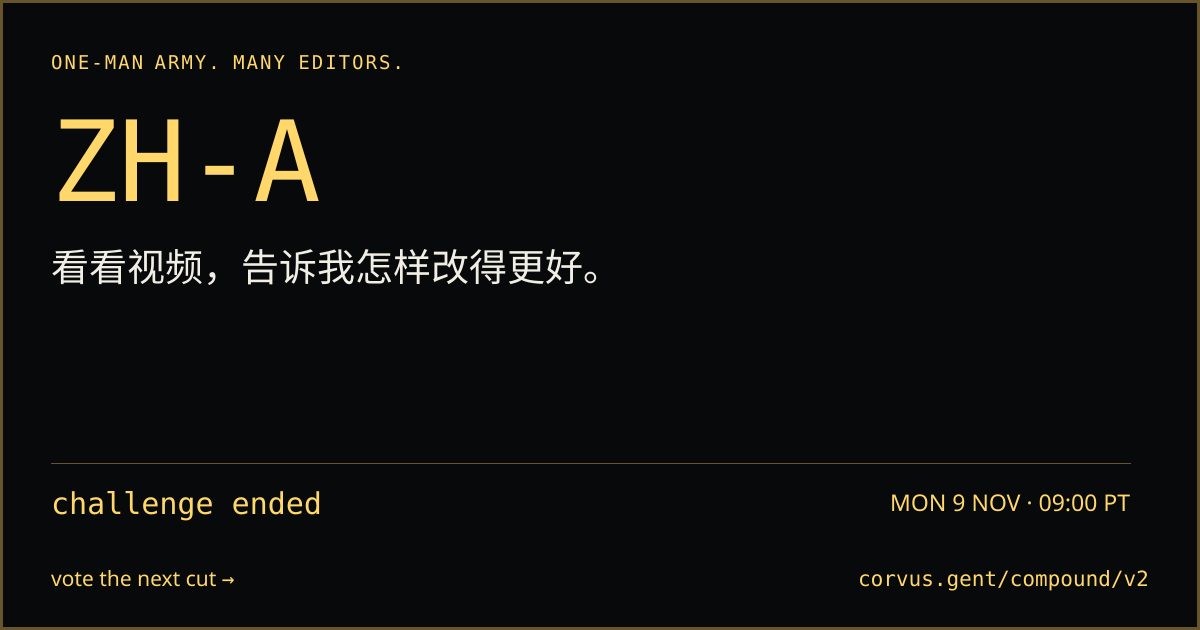 ONE-MAN ARMY. MANY EDITORS.
ZH-A
看看视频，告诉我怎样改得更好。
challenge ended
MON 9 NOV · 09:00 PT
vote the next cut →
corvus.gent/compound/v2